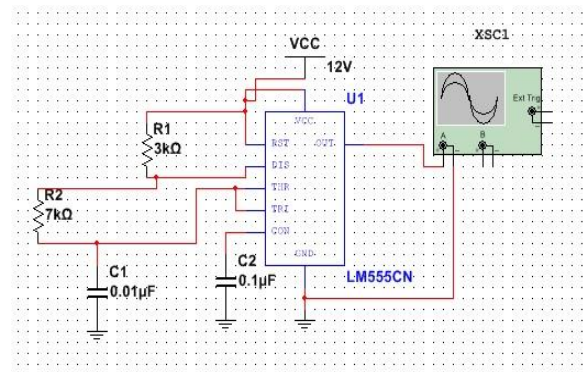 XSC1
VCC
12V
U1
Ext Trig
A
B
VCC
R1
3kΩ
RST
OUT
DIS
R2
7kΩ
THR
TRI
CON
C2
0.1µF
GND
LM555CN
C1
0.01µF